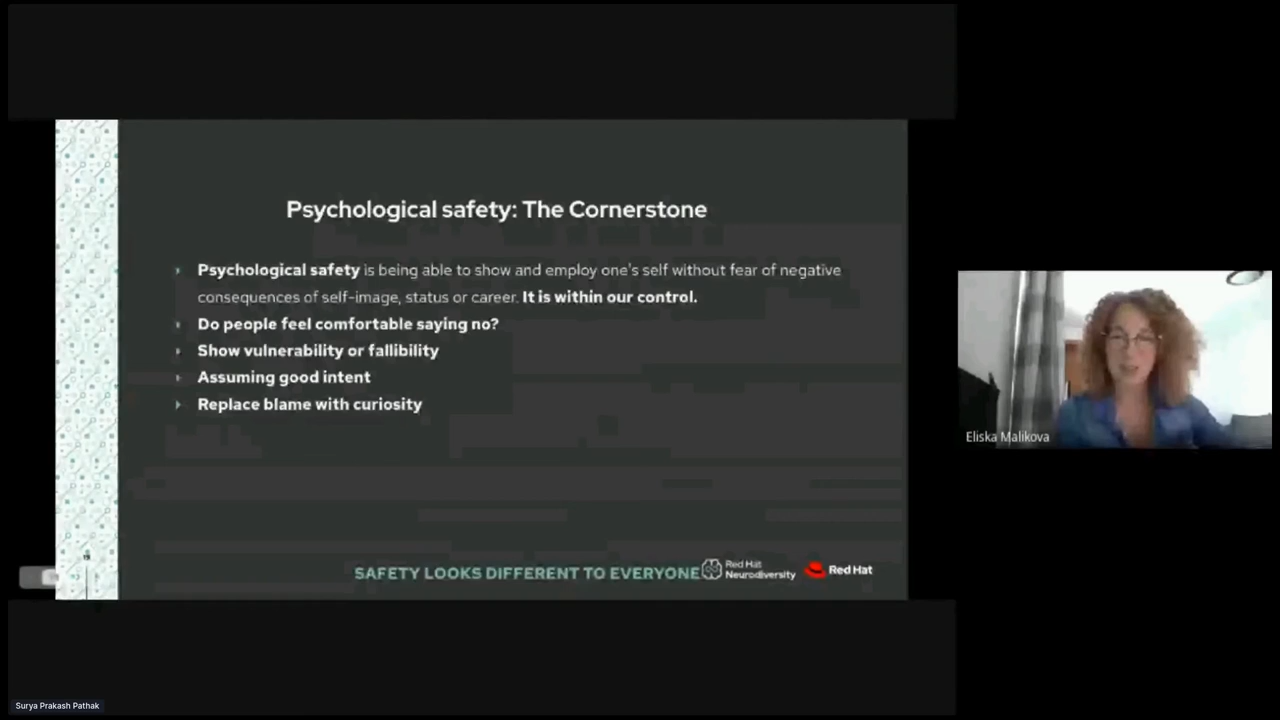 Psychological safety: The Cornerstone
Psychological safety is being able to show and employ one's self without fear of negative
consequences of self-image, status or career. It is within our control.
Do people feel comfortable saying no?
Show vulnerability or fallibility
Assuming good intent
Replace blame with curiosity
SAFETY LOOKS DIFFERENT TO EVERYONE
Red Hat
Neurodiversity
Red Hat
Eliska Malikova
Surya Prakash Pathak